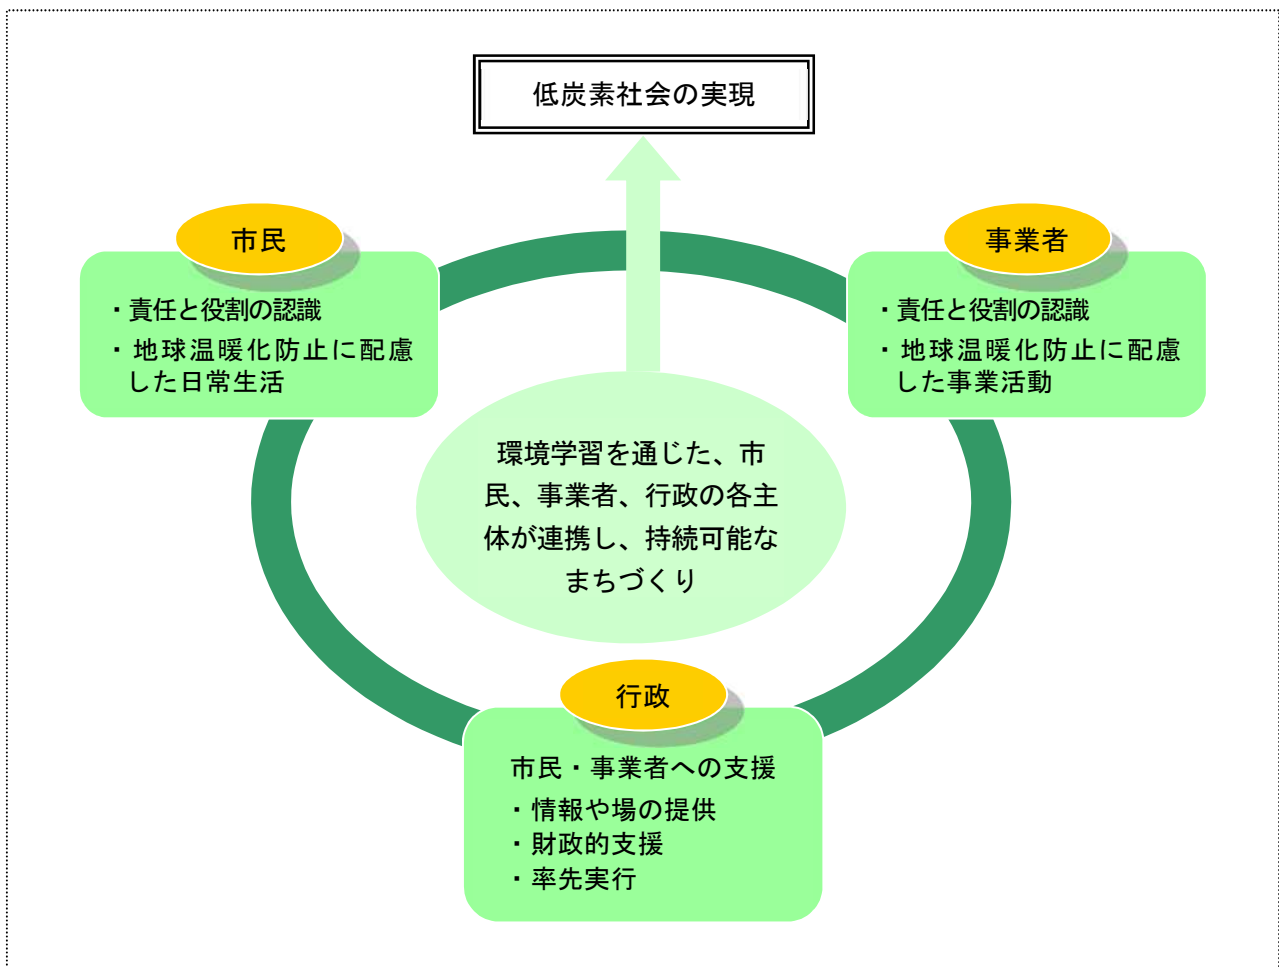 低炭素社会の実現
市民
・責任と役割の認識
・地球温暖化防止に配慮
した日常生活
事業者
・責任と役割の認識
・地球温暖化防止に配慮
した事業活動
環境学習を通じた、市
民、事業者、行政の各主
体が連携し、持続可能な
まちづくり
行政
市民・事業者への支援
・情報や場の提供
・財政的支援
・率先実行